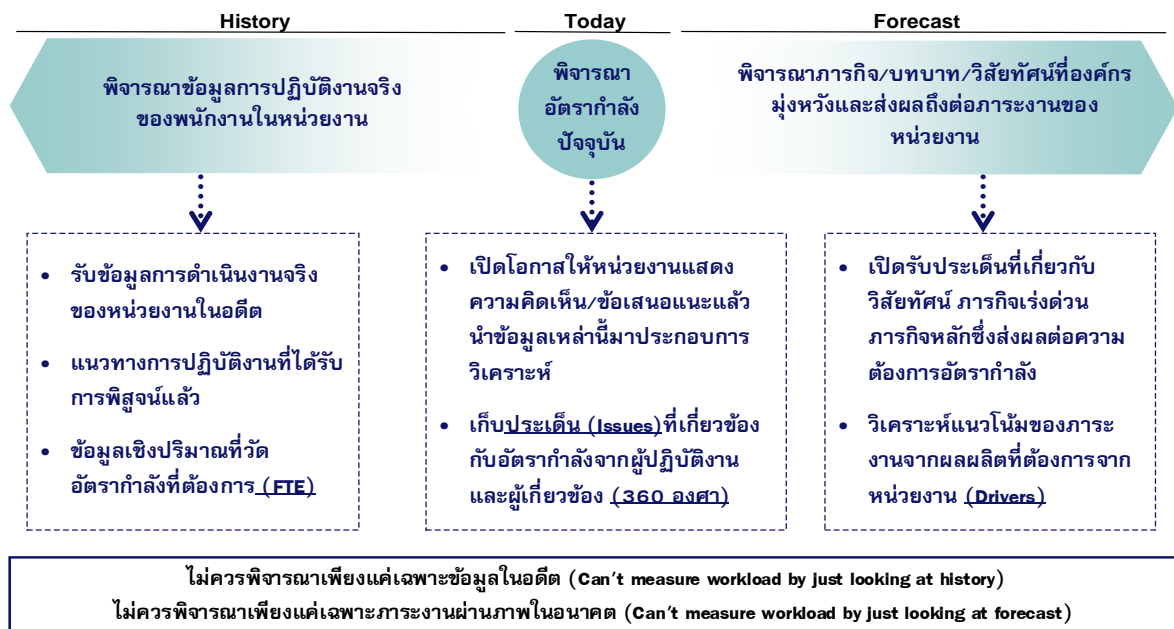 History
Today
Forecast
พิจารณาข้อมูลการปฏิบัติงานจริง
ของพนักงานในหน่วยงาน
พิจารณา
อัตรากำลัง
ปัจจุบัน
พิจารณาภารกิจ/บทบาท/วิสัยทัศน์ที่องค์กร
มุ่งหวังและส่งผลถึงต่อภาระงานของ
หน่วยงาน
• รับข้อมูลการดำเนินงานจริง
ของหน่วยงานในอดีต
• แนวทางการปฏิบัติงานที่ได้รับ
การพิสูจน์แล้ว
• ข้อมูลเชิงปริมาณที่วัด
อัตรากำลังที่ต้องการ (FTE)
• เปิดโอกาสให้หน่วยงานแสดง
ความคิดเห็น/ข้อเสนอแนะแล้ว
นำข้อมูลเหล่านี้มาประกอบการ
วิเคราะห์
• เก็บประเด็น (Issues)ที่เกี่ยวข้อง
กับอัตรากำลังจากผู้ปฏิบัติงาน
และผู้เกี่ยวข้อง (360 องศา)
• เปิดรับประเด็นที่เกี่ยวกับ
วิสัยทัศน์ ภารกิจเร่งด่วน
ภารกิจหลักซึ่งส่งผลต่อความ
ต้องการอัตรากำลัง
• วิเคราะห์แนวโน้มของภาระ
งานจากผลผลิตที่ต้องการจาก
หน่วยงาน (Drivers)
ไม่ควรพิจารณาเพียงแค่เฉพาะข้อมูลในอดีต (Can't measure workload by just looking at history)
ไม่ควรพิจารณาเพียงแค่เฉพาะภาระงานผ่านภาพในอนาคต (Can't measure workload by just looking at forecast)